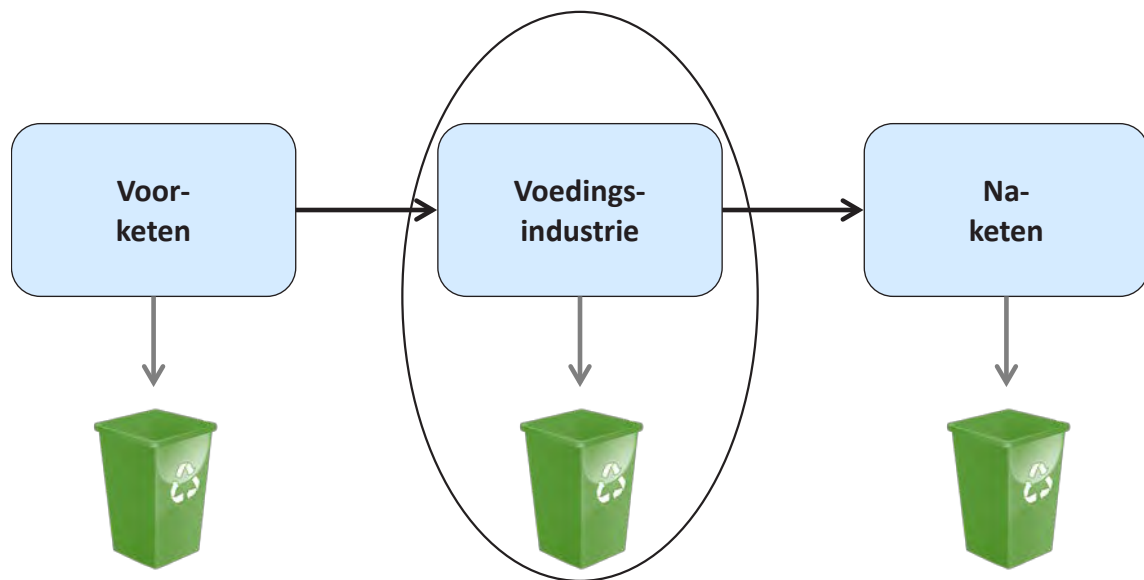 Voor-
keten
Voedings-
industrie
Na-
keten